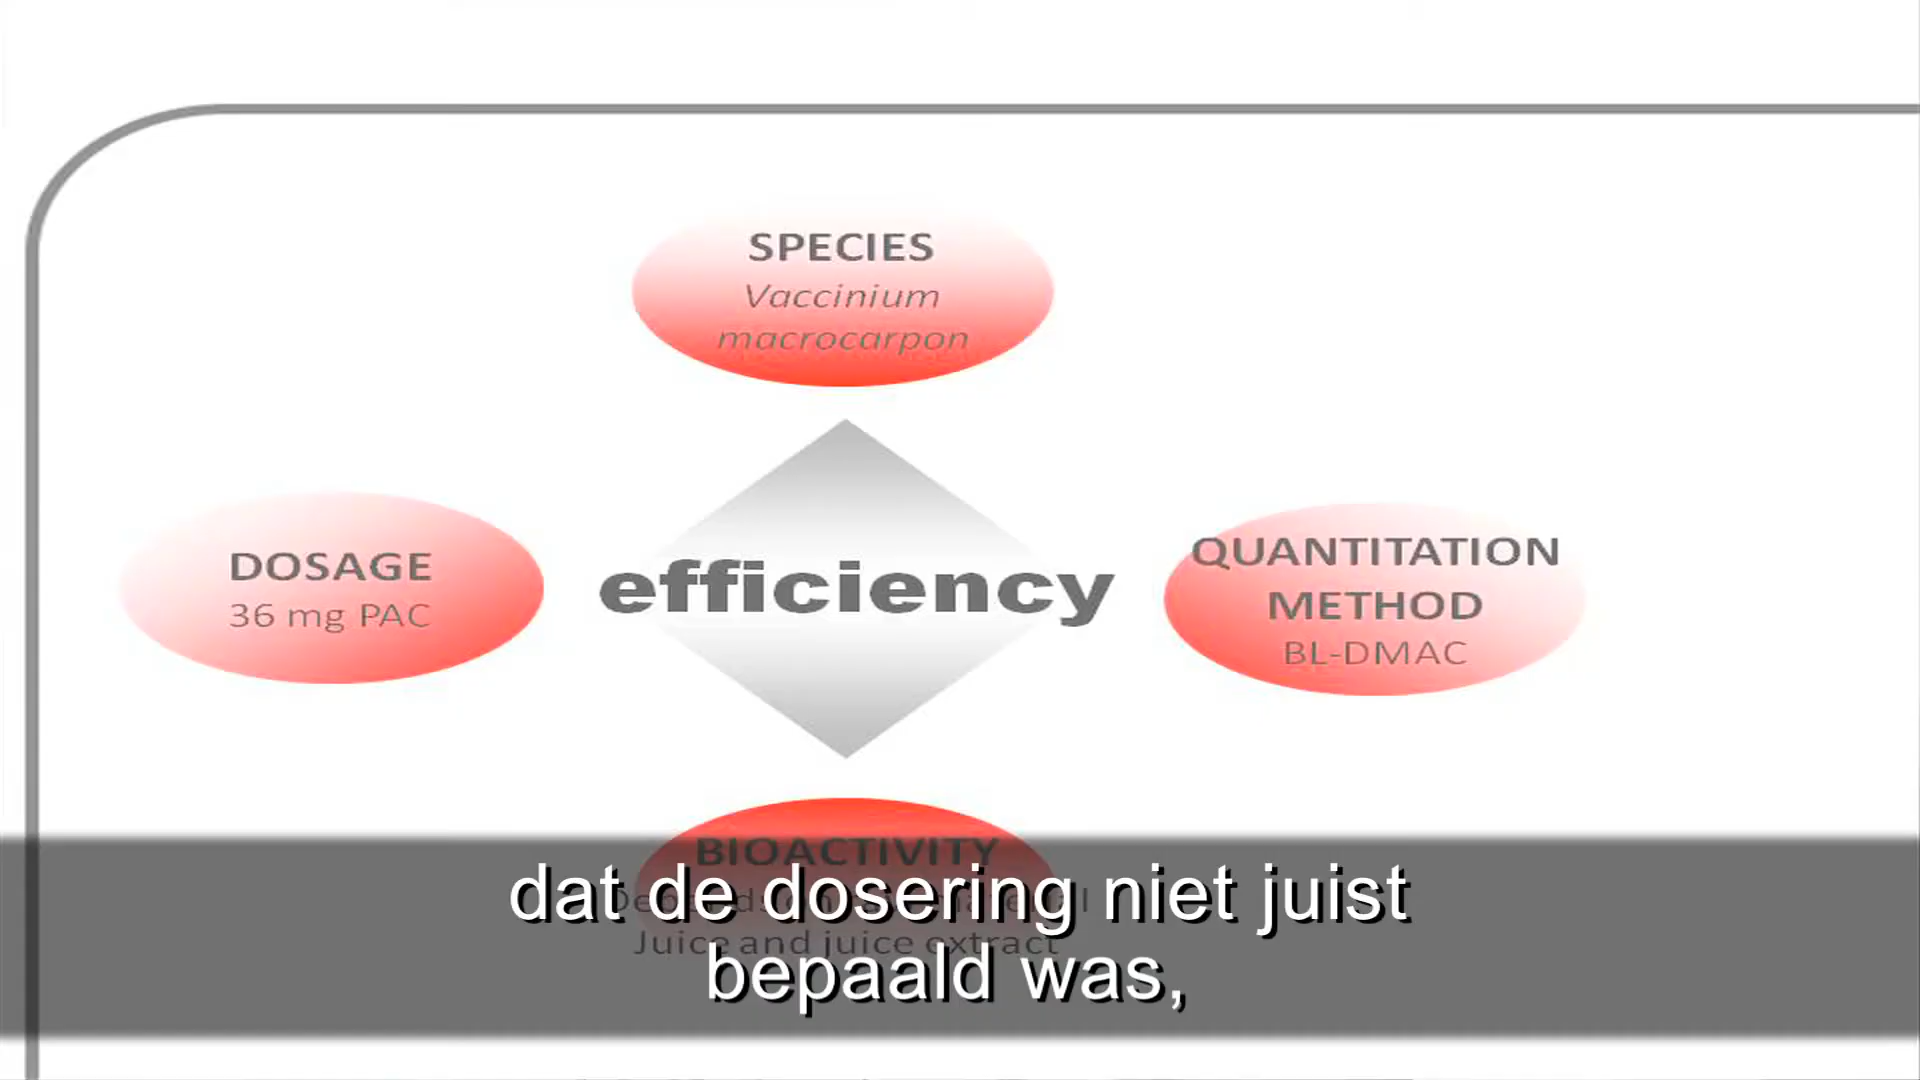 SPECIES
Vaccinium
macrocarpon
DOSAGE
36 mg PAC
efficiency
QUANTITATION
METHOD
BL-DMAC
BIOACTIVITY
Juice and juice extract
dat de dosering niet juist
bepaald was,